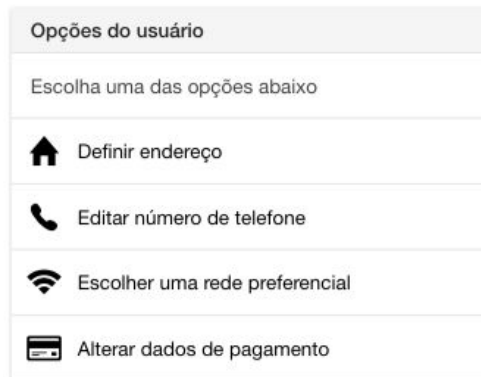 Opções do usuário
Escolha uma das opções abaixo
Definir endereço
Editar número de telefone
Escolher uma rede preferencial
Alterar dados de pagamento